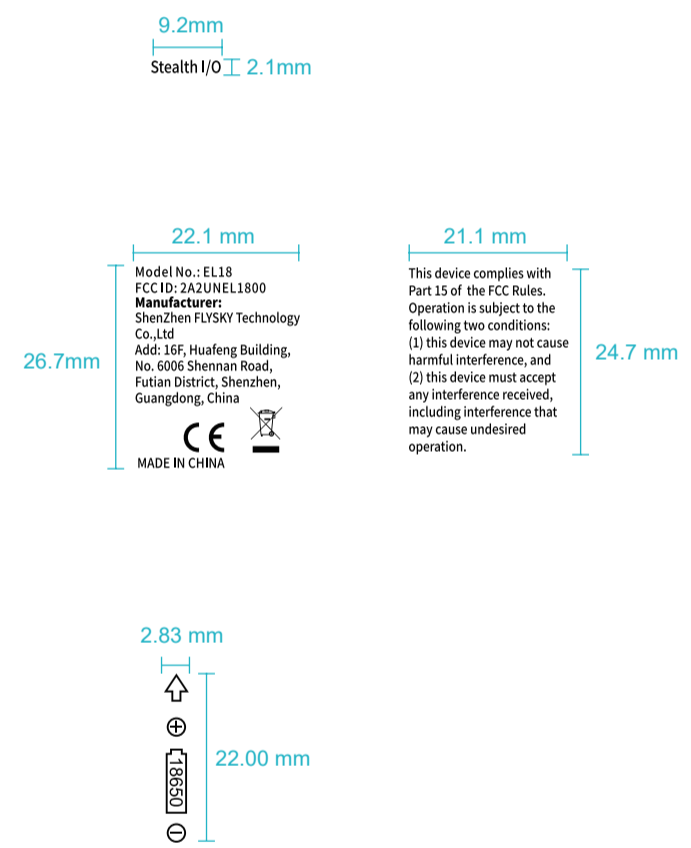 9.2mm
Stealth I/O
2.1mm
22.1 mm
26.7mm
Model No.: EL18
FCC ID: 2A2UNEL1800
Manufacturer:
ShenZhen FLYSKY Technology
Co.,Ltd
Add: 16F, Huafeng Building,
No. 6006 Shennan Road,
Futian District, Shenzhen,
Guangdong, China
CE
MADE IN CHINA
21.1 mm
This device complies with
Part 15 of the FCC Rules.
Operation is subject to the
following two conditions:
(1) this device may not cause
harmful interference, and
(2) this device must accept
any interference received,
including interference that
may cause undesired
operation.
24.7 mm
2.83 mm
18650
22.00 mm